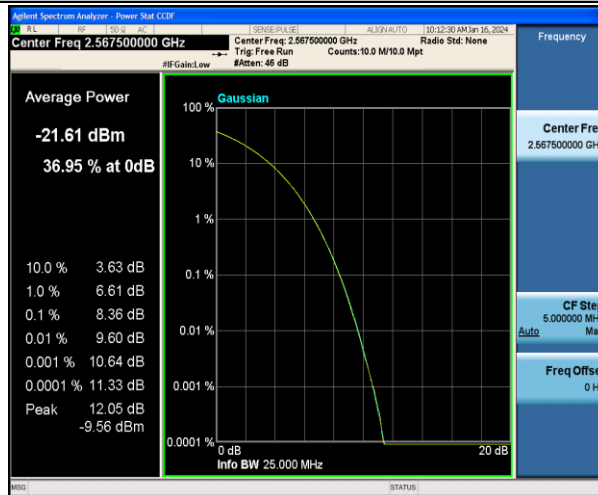 Agilent Spectrum Analyzer - Power Stat CCDF
RL RF 50 Ω AC SENSE:PULSE ALIGN AUTO 10:12:30 AM Jan 16, 2024
Center Freq 2.567500000 GHz
Center Freq: 2.567500000 GHz Radio Std: None
Trig: Free Run Counts:10.0 M/10.0 Mpt
#IFGain:Low #Atten: 46 dB
Frequency
Average Power
-21.61 dBm
36.95 % at 0dB
10.0 % 3.63 dB
1.0 % 6.61 dB
0.1 % 8.36 dB
0.01 % 9.60 dB
0.001 % 10.64 dB
0.0001 % 11.33 dB
Peak 12.05 dB
-9.56 dBm
Gaussian
100 %
10 %
1 %
0.1 %
0.01 %
0.001 %
0.0001 %
0 dB 20 dB
Info BW 25.000 MHz
Center Fre
2.567500000 GH
CF Ste
5.000000 MH
Auto Ma
Freq Offse
0 H
MSG STATUS